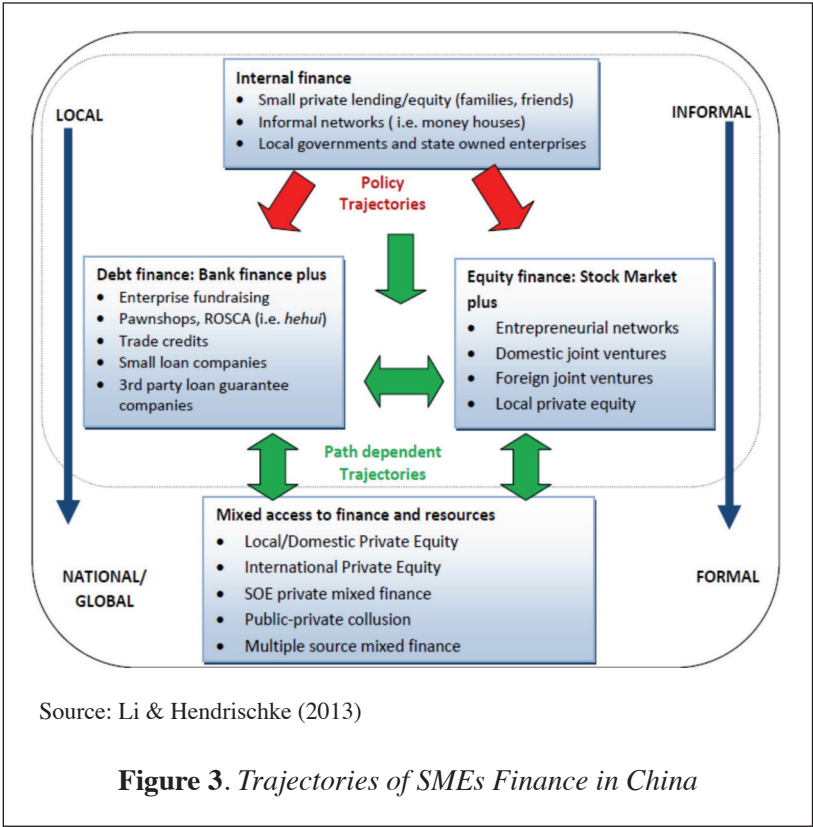 Internal finance
• Small private lending/equity (families, friends)
• Informal networks ( i.e. money houses)
• Local governments and state owned enterprises
LOCAL
INFORMAL
Policy
Trajectories
Debt finance: Bank finance plus
• Enterprise fundraising
• Pawnshops, ROSCA (i.e. hehui)
• Trade credits
• Small loan companies
• 3rd party loan guarantee
companies
Equity finance: Stock Market
plus
• Entrepreneurial networks
• Domestic joint ventures
• Foreign joint ventures
• Local private equity
Path dependent
Trajectories
Mixed access to finance and resources
• Local/Domestic Private Equity
• International Private Equity
• SOE private mixed finance
• Public-private collusion
• Multiple source mixed finance
NATIONAL/
GLOBAL
FORMAL
Source: Li & Hendrischke (2013)
Figure 3. Trajectories of SMEs Finance in China